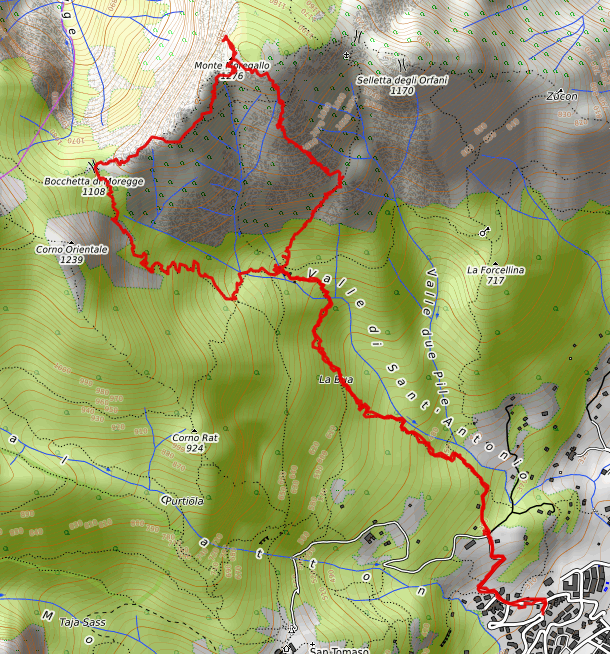 g e
Monte Moregallo
1276
Selletta degli Orfani
1170
Zucon
Bocchetta di Moregge
1108
Corno Orientale
1239
La Forcellina
717
Valle di Sant'Antonio
Valle due Pile
La Bua
Corno Rat
924
a l
Purtiöla
C a t t o n
M o
Taja Sass
San Tomaso